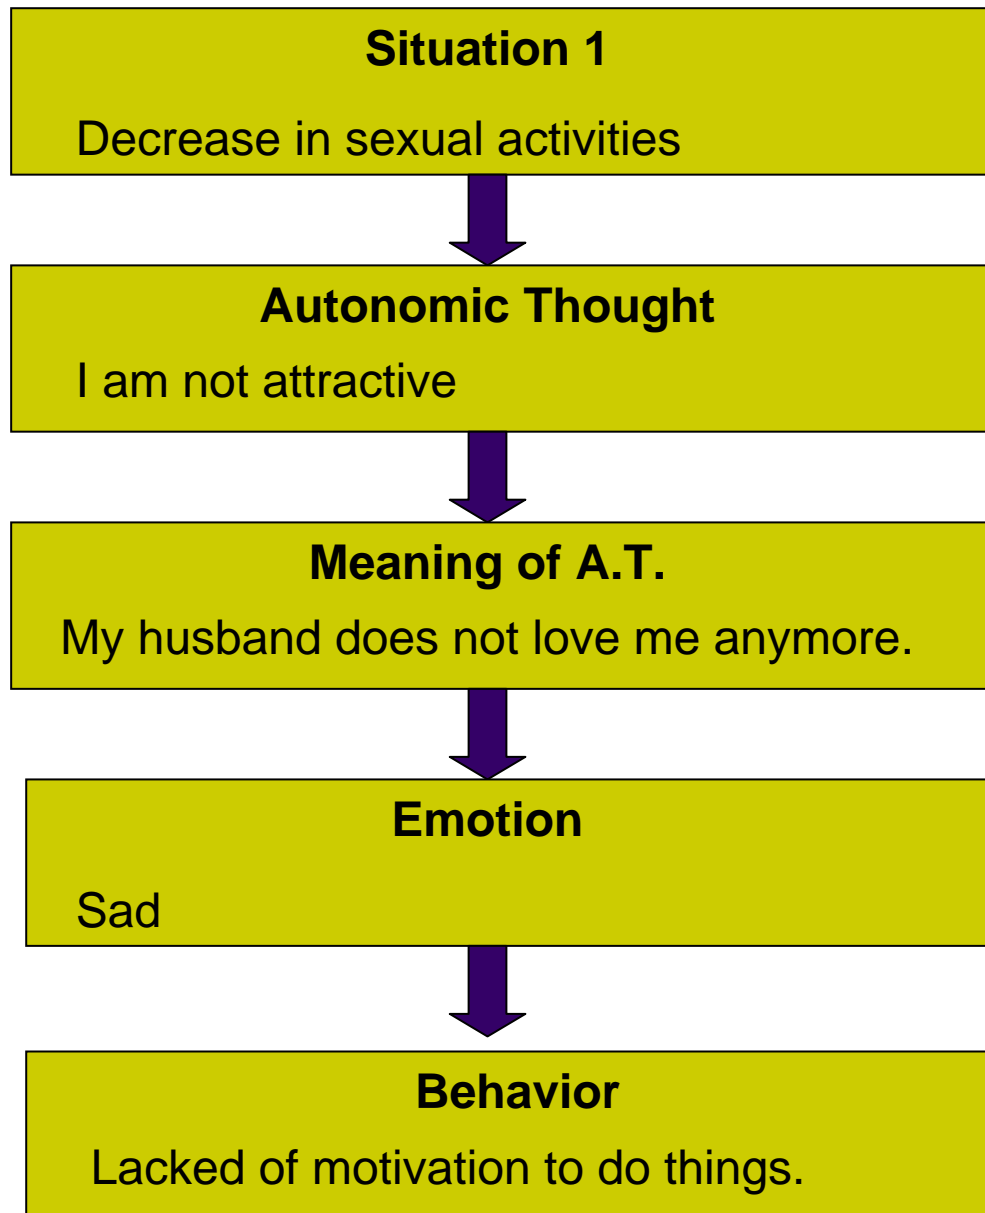 Situation 1
Decrease in sexual activities
Autonomic Thought
I am not attractive
Meaning of A.T.
My husband does not love me anymore.
Emotion
Sad
Behavior
Lacked of motivation to do things.